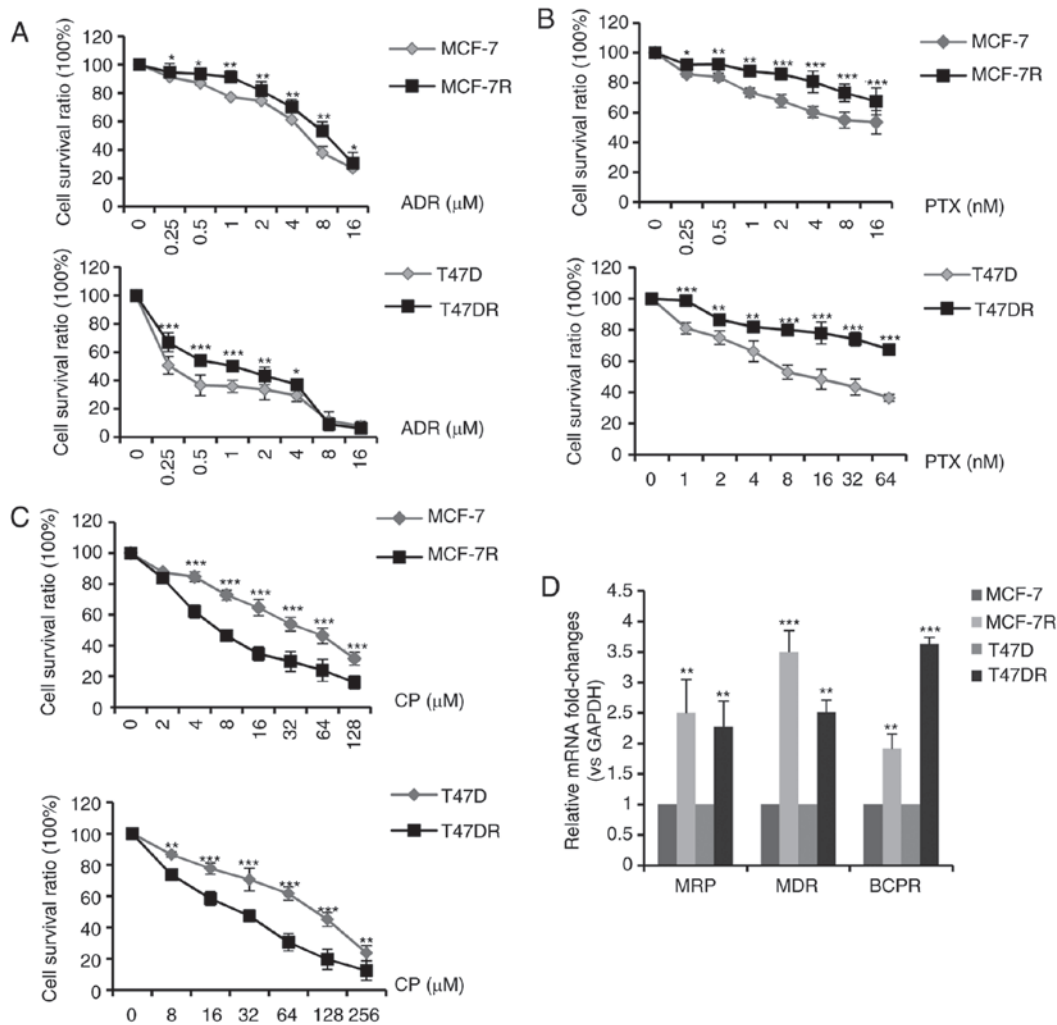 A
Cell survival ratio (100%)
120
100
80
60
40
20
0
* * ** ** ** ** *
0 0.25 0.5 1 2 4 8 16
ADR (μM)
MCF-7
MCF-7R
Cell survival ratio (100%)
120
100
80
60
40
20
0
*** *** *** ** *
0 0.25 0.5 1 2 4 8 16
ADR (μM)
T47D
T47DR
B
Cell survival ratio (100%)
120
100
80
60
40
20
0
* ** ** ** *** *** ***
0 0.25 0.5 1 2 4 8 16
PTX (nM)
MCF-7
MCF-7R
Cell survival ratio (100%)
120
100
80
60
40
20
0
*** ** ** *** *** *** ***
0 1 2 4 8 16 32 64
PTX (nM)
T47D
T47DR
C
Cell survival ratio (100%)
120
100
80
60
40
20
0
*** *** *** *** *** ***
0 2 4 8 16 32 64 128
CP (μM)
MCF-7
MCF-7R
Cell survival ratio (100%)
120
100
80
60
40
20
0
** *** *** *** *** **
0 8 16 32 64 128 256
CP (μM)
T47D
T47DR
D
Relative mRNA fold-changes
(vs GAPDH)
4.5
4
3.5
3
2.5
2
1.5
1
0.5
0
** ** *** ** ** ***
MRP MDR BCPR
MCF-7
MCF-7R
T47D
T47DR